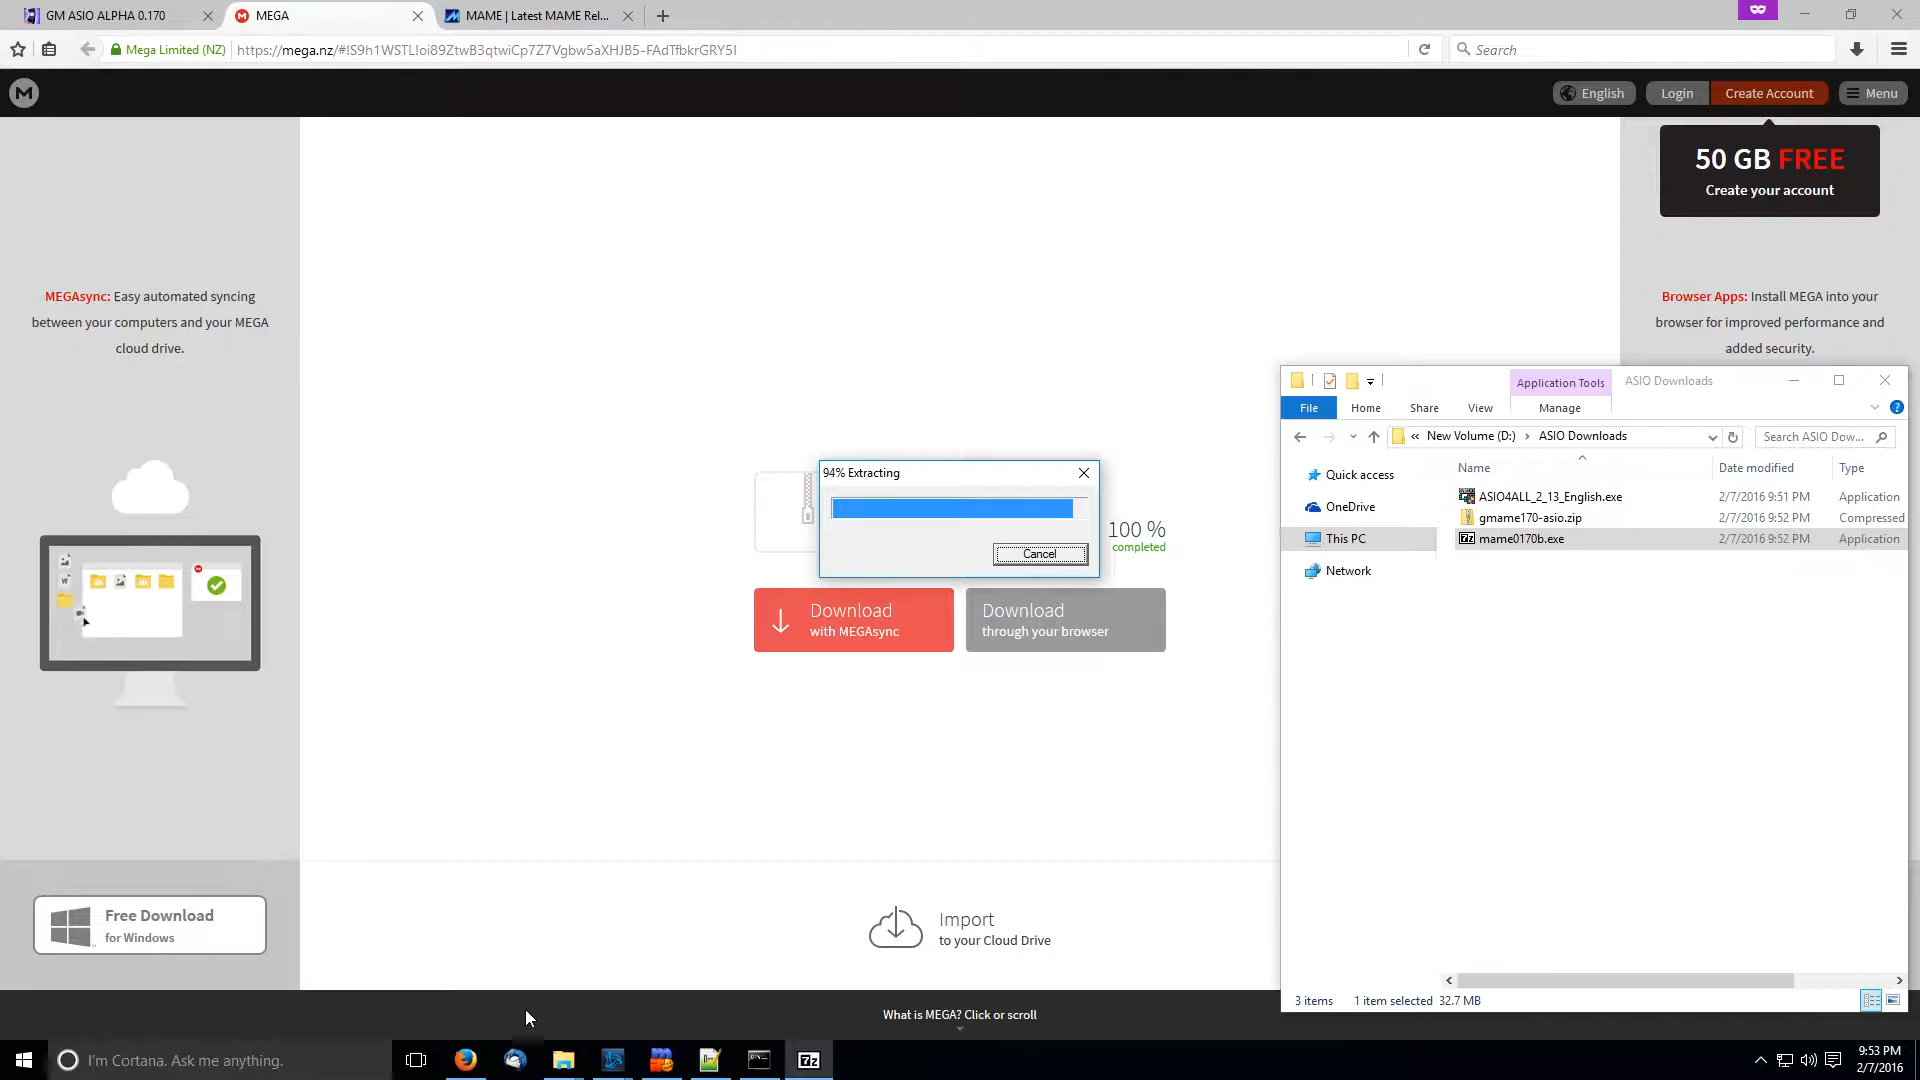 GM ASIO ALPHA 0.170
MEGA
MAME | Latest MAME Rel...
Mega Limited (NZ)
https://mega.nz/#!S9h1WSTL!oi89ZtwB3qtwiCp7Z7Vgbw5aXHJB5-FAdTfbkrGRY5I
Search
M
English
Login
Create Account
Menu
50 GB FREE
Create your account
MEGAsync: Easy automated syncing
between your computers and your MEGA
cloud drive.
Browser Apps: Install MEGA into your
browser for improved performance and
added security.
94% Extracting
Cancel
100 %
completed
Download
with MEGAsync
Download
through your browser
Application Tools
ASIO Downloads
File
Home
Share
View
Manage
« New Volume (D:) › ASIO Downloads
Search ASIO Dow...
Quick access
OneDrive
This PC
Network
Name
Date modified
Type
ASIO4ALL_2_13_English.exe
2/7/2016 9:51 PM
Application
gmame170-asio.zip
2/7/2016 9:52 PM
Compressed
7z
mame0170b.exe
2/7/2016 9:52 PM
Application
3 items
1 item selected 32.7 MB
Free Download
for Windows
Import
to your Cloud Drive
What is MEGA? Click or scroll
I'm Cortana. Ask me anything.
7z
9:53 PM
2/7/2016